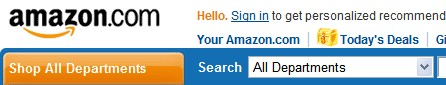 amazon.com
Hello. Sign in to get personalized recommend
Your Amazon.com Today's Deals Gi
Shop All Departments
Search All Departments